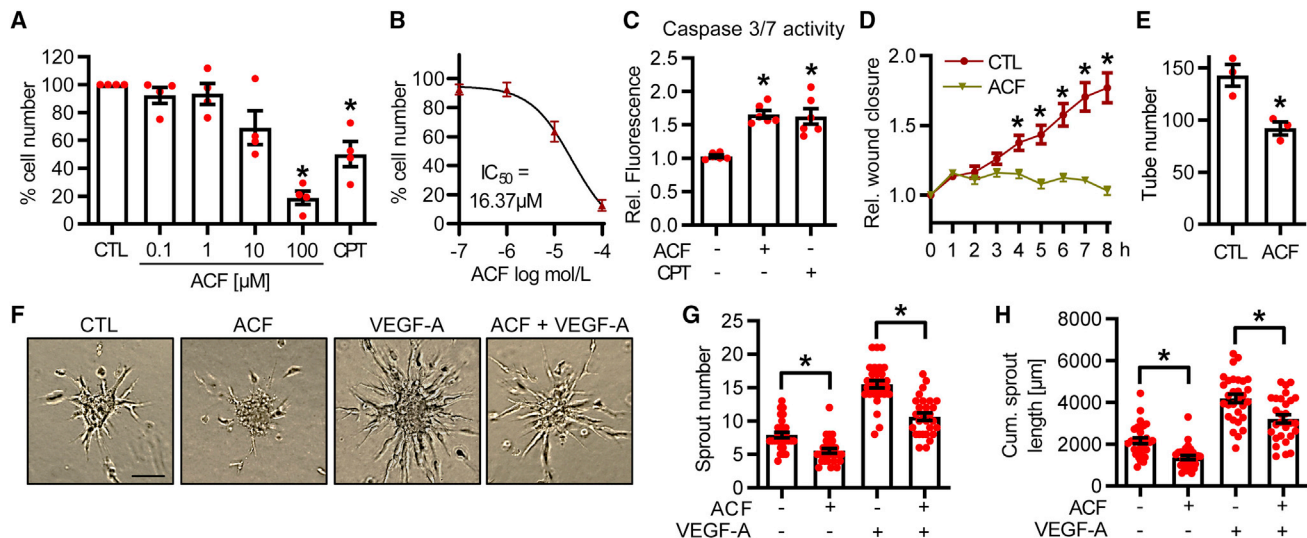 A
% cell number
120
100
80
60
40
20
0
*
*
CTL 0.1 1 10 100 CPT
ACF [µM]
B
% cell number
100
80
60
40
20
0
IC50 =
16.37µM
-7 -6 -5 -4
ACF log mol/L
C
Caspase 3/7 activity
Rel. Fluorescence
2.5
2.0
1.5
1.0
0.5
0.0
* *
ACF - + -
CPT - - +
D
Rel. wound closure
2.0
1.5
1.0
CTL
ACF
* * * * *
0 1 2 3 4 5 6 7 8 h
E
Tube number
150
100
50
0
*
CTL ACF
F
CTL ACF VEGF-A ACF + VEGF-A
G
Sprout number
25
20
15
10
5
0
* *
ACF - + - +
VEGF-A - - + +
H
Cum. sprout
length [µm]
8000
6000
4000
2000
0
* *
ACF - + - +
VEGF-A - - + +